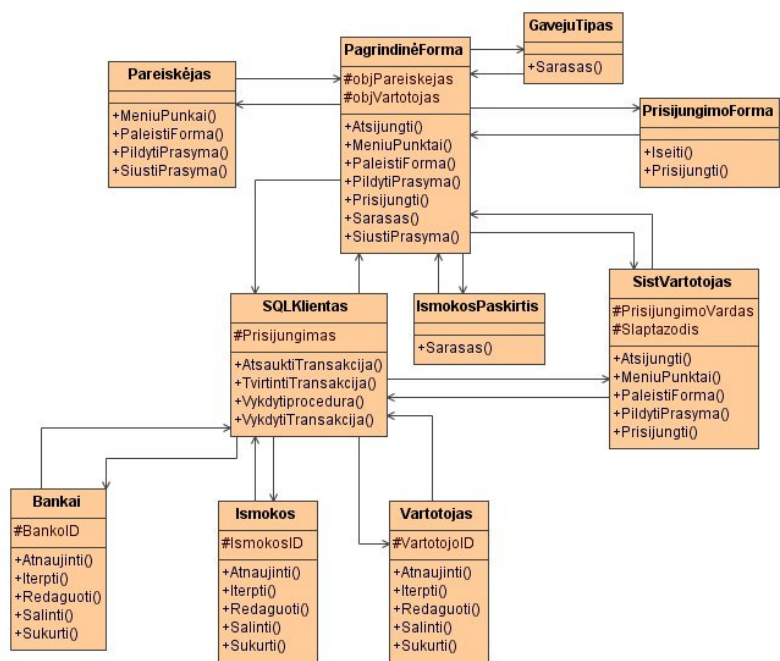 GavejuTipas
+Sarasas()
PagrindinėForma
#objPareiskejas
#objVartotojas
+Atsijungti()
+MeniuPunktai()
+PaleistiForma()
+PildytiPrasyma()
+Prisijungti()
+Sarasas()
+SiustiPrasyma()
Pareiskėjas
+MeniuPunkai()
+PaleistiForma()
+PildytiPrasyma()
+SiustiPrasyma()
PrisijungimoForma
+Iseiti()
+Prisijungti()
SQLKlientas
#Prisijungimas
+AtsauktiTransakcija()
+TvirtintiTransakcija()
+Vykdytiprocedura()
+VykdytiTransakcija()
IsmokosPaskirtis
+Sarasas()
SistVartotojas
#PrisijungimoVardas
#Slaptazodis
+Atsijungti()
+MeniuPunktai()
+PaleistiForma()
+PildytiPrasyma()
+Prisijungti()
Bankai
#BankoID
+Atnaujinti()
+Iterpti()
+Redaguoti()
+Salinti()
+Sukurti()
Ismokos
#IsmokosID
+Atnaujinti()
+Iterpti()
+Redaguoti()
+Salinti()
+Sukurti()
Vartotojas
#VartotojoID
+Atnaujinti()
+Iterpti()
+Redaguoti()
+Salinti()
+Sukurti()